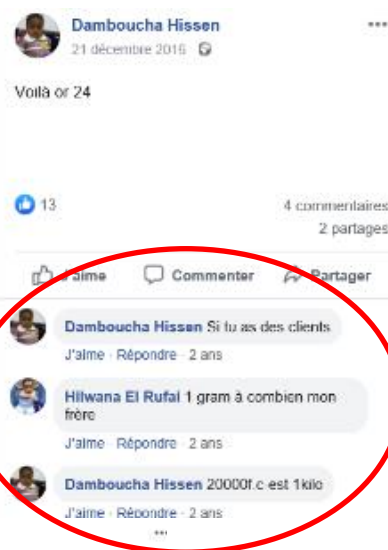 Damboucha Hissen
21 décembre 2016
Voilà or 24
13
4 commentaires
2 partages
J'aime Commenter Partager
Damboucha Hissen Si tu as des clients
J'aime · Répondre · 2 ans
Hilwana El Rufai 1 gram à combien mon
frère
J'aime · Répondre · 2 ans
Damboucha Hissen 20000f.c est 1kilo
J'aime · Répondre · 2 ans